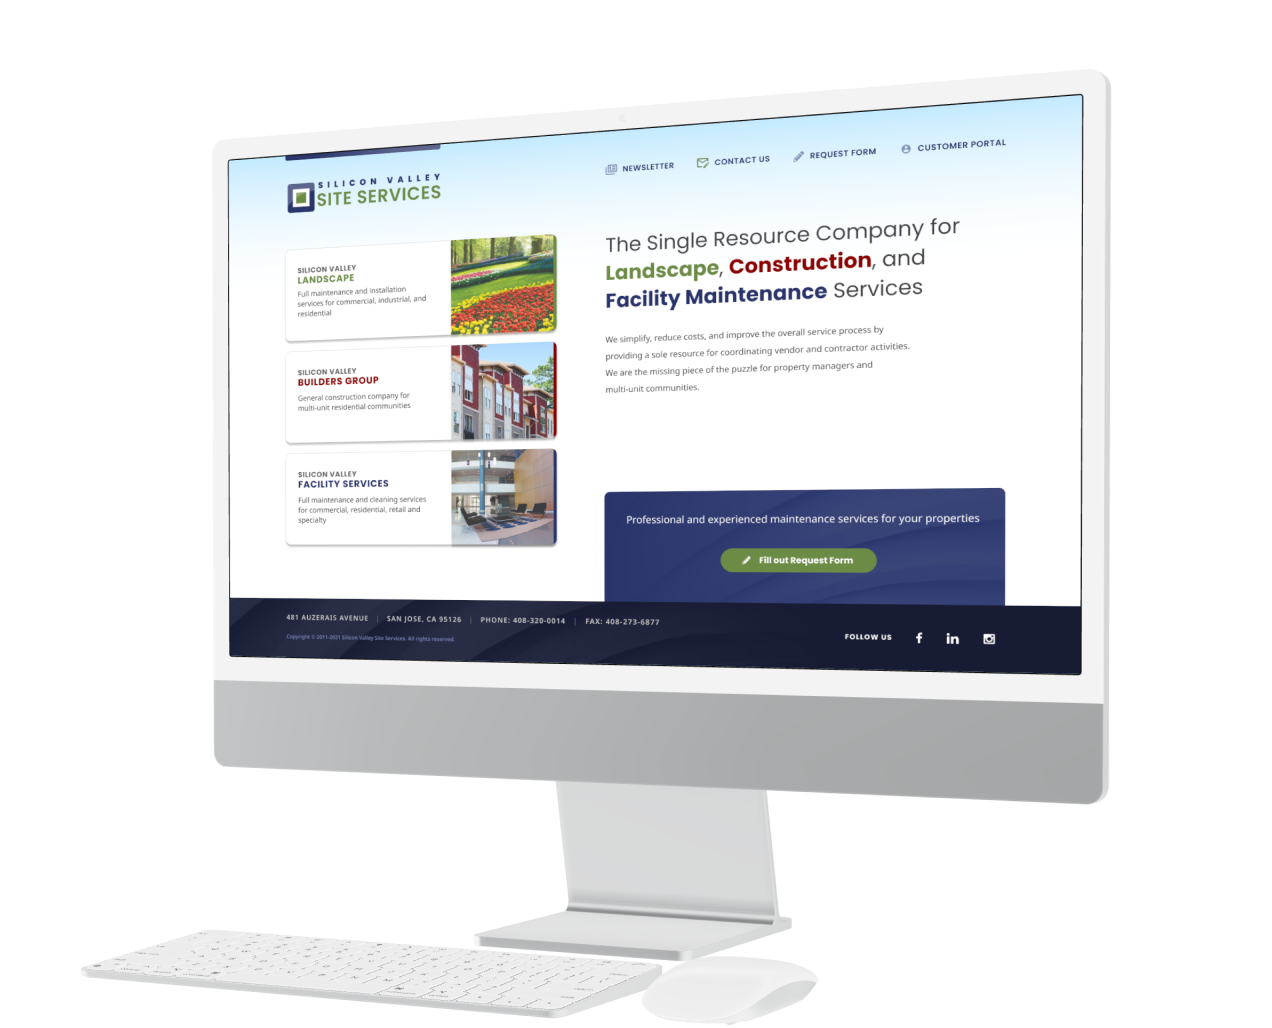 SILICON VALLEY
SITE SERVICES
NEWSLETTER
CONTACT US
REQUEST FORM
CUSTOMER PORTAL
SILICON VALLEY
LANDSCAPE
Full maintenance and installation
services for commercial, industrial, and
residential
SILICON VALLEY
BUILDERS GROUP
General construction company for
multi-unit residential communities
SILICON VALLEY
FACILITY SERVICES
Full maintenance and cleaning services
for commercial, residential, retail and
specialty
The Single Resource Company for
Landscape, Construction, and
Facility Maintenance Services
We simplify, reduce costs, and improve the overall service process by
providing a sole resource for coordinating vendor and contractor activities.
We are the missing piece of the puzzle for property managers and
multi-unit communities.
Professional and experienced maintenance services for your properties
Fill out Request Form
481 AUZERAIS AVENUE | SAN JOSE, CA 95126 | PHONE: 408-320-0014 | FAX: 408-273-6877
Copyright © 2011-2021 Silicon Valley Site Services. All rights reserved.
FOLLOW US